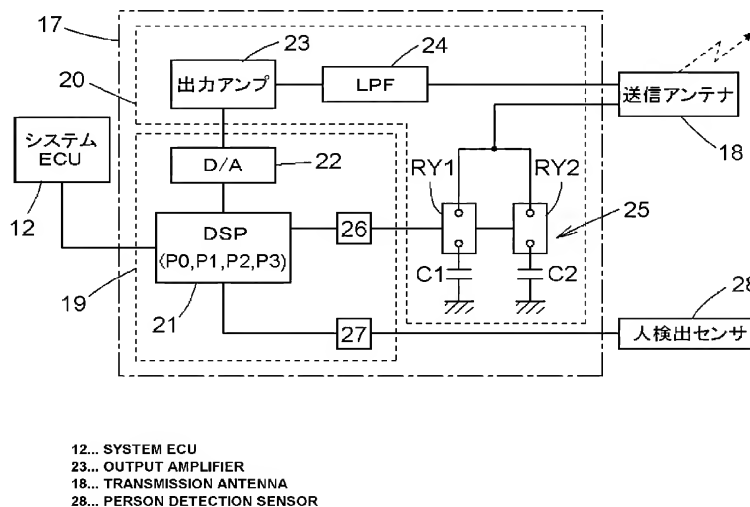 17
23
24
20
出力アンプ
LPF
送信アンテナ
システム
ECU
D/A
22
18
RY1
RY2
12
DSP
(P0,P1,P2,P3)
26
25
19
C1
C2
21
27
28
人検出センサ
12... SYSTEM ECU
23... OUTPUT AMPLIFIER
18... TRANSMISSION ANTENNA
28... PERSON DETECTION SENSOR